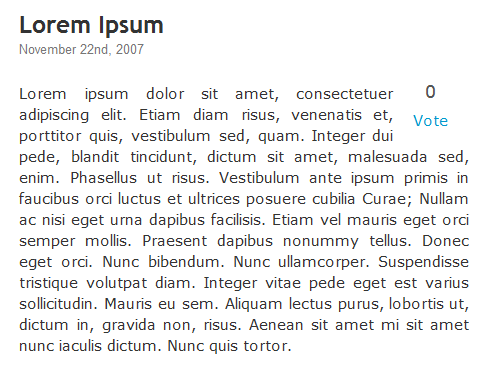 Lorem Ipsum
November 22nd, 2007
Lorem ipsum dolor sit amet, consectetuer
adipiscing elit. Etiam diam risus, venenatis et,
porttitor quis, vestibulum sed, quam. Integer dui
0
Vote
pede, blandit tincidunt, dictum sit amet, malesuada sed,
enim. Phasellus ut risus. Vestibulum ante ipsum primis in
faucibus orci luctus et ultrices posuere cubilia Curae; Nullam
ac nisi eget urna dapibus facilisis. Etiam vel mauris eget orci
semper mollis. Praesent dapibus nonummy tellus. Donec
eget orci. Nunc bibendum. Nunc ullamcorper. Suspendisse
tristique volutpat diam. Integer vitae pede eget est varius
sollicitudin. Mauris eu sem. Aliquam lectus purus, lobortis ut,
dictum in, gravida non, risus. Aenean sit amet mi sit amet
nunc iaculis dictum. Nunc quis tortor.